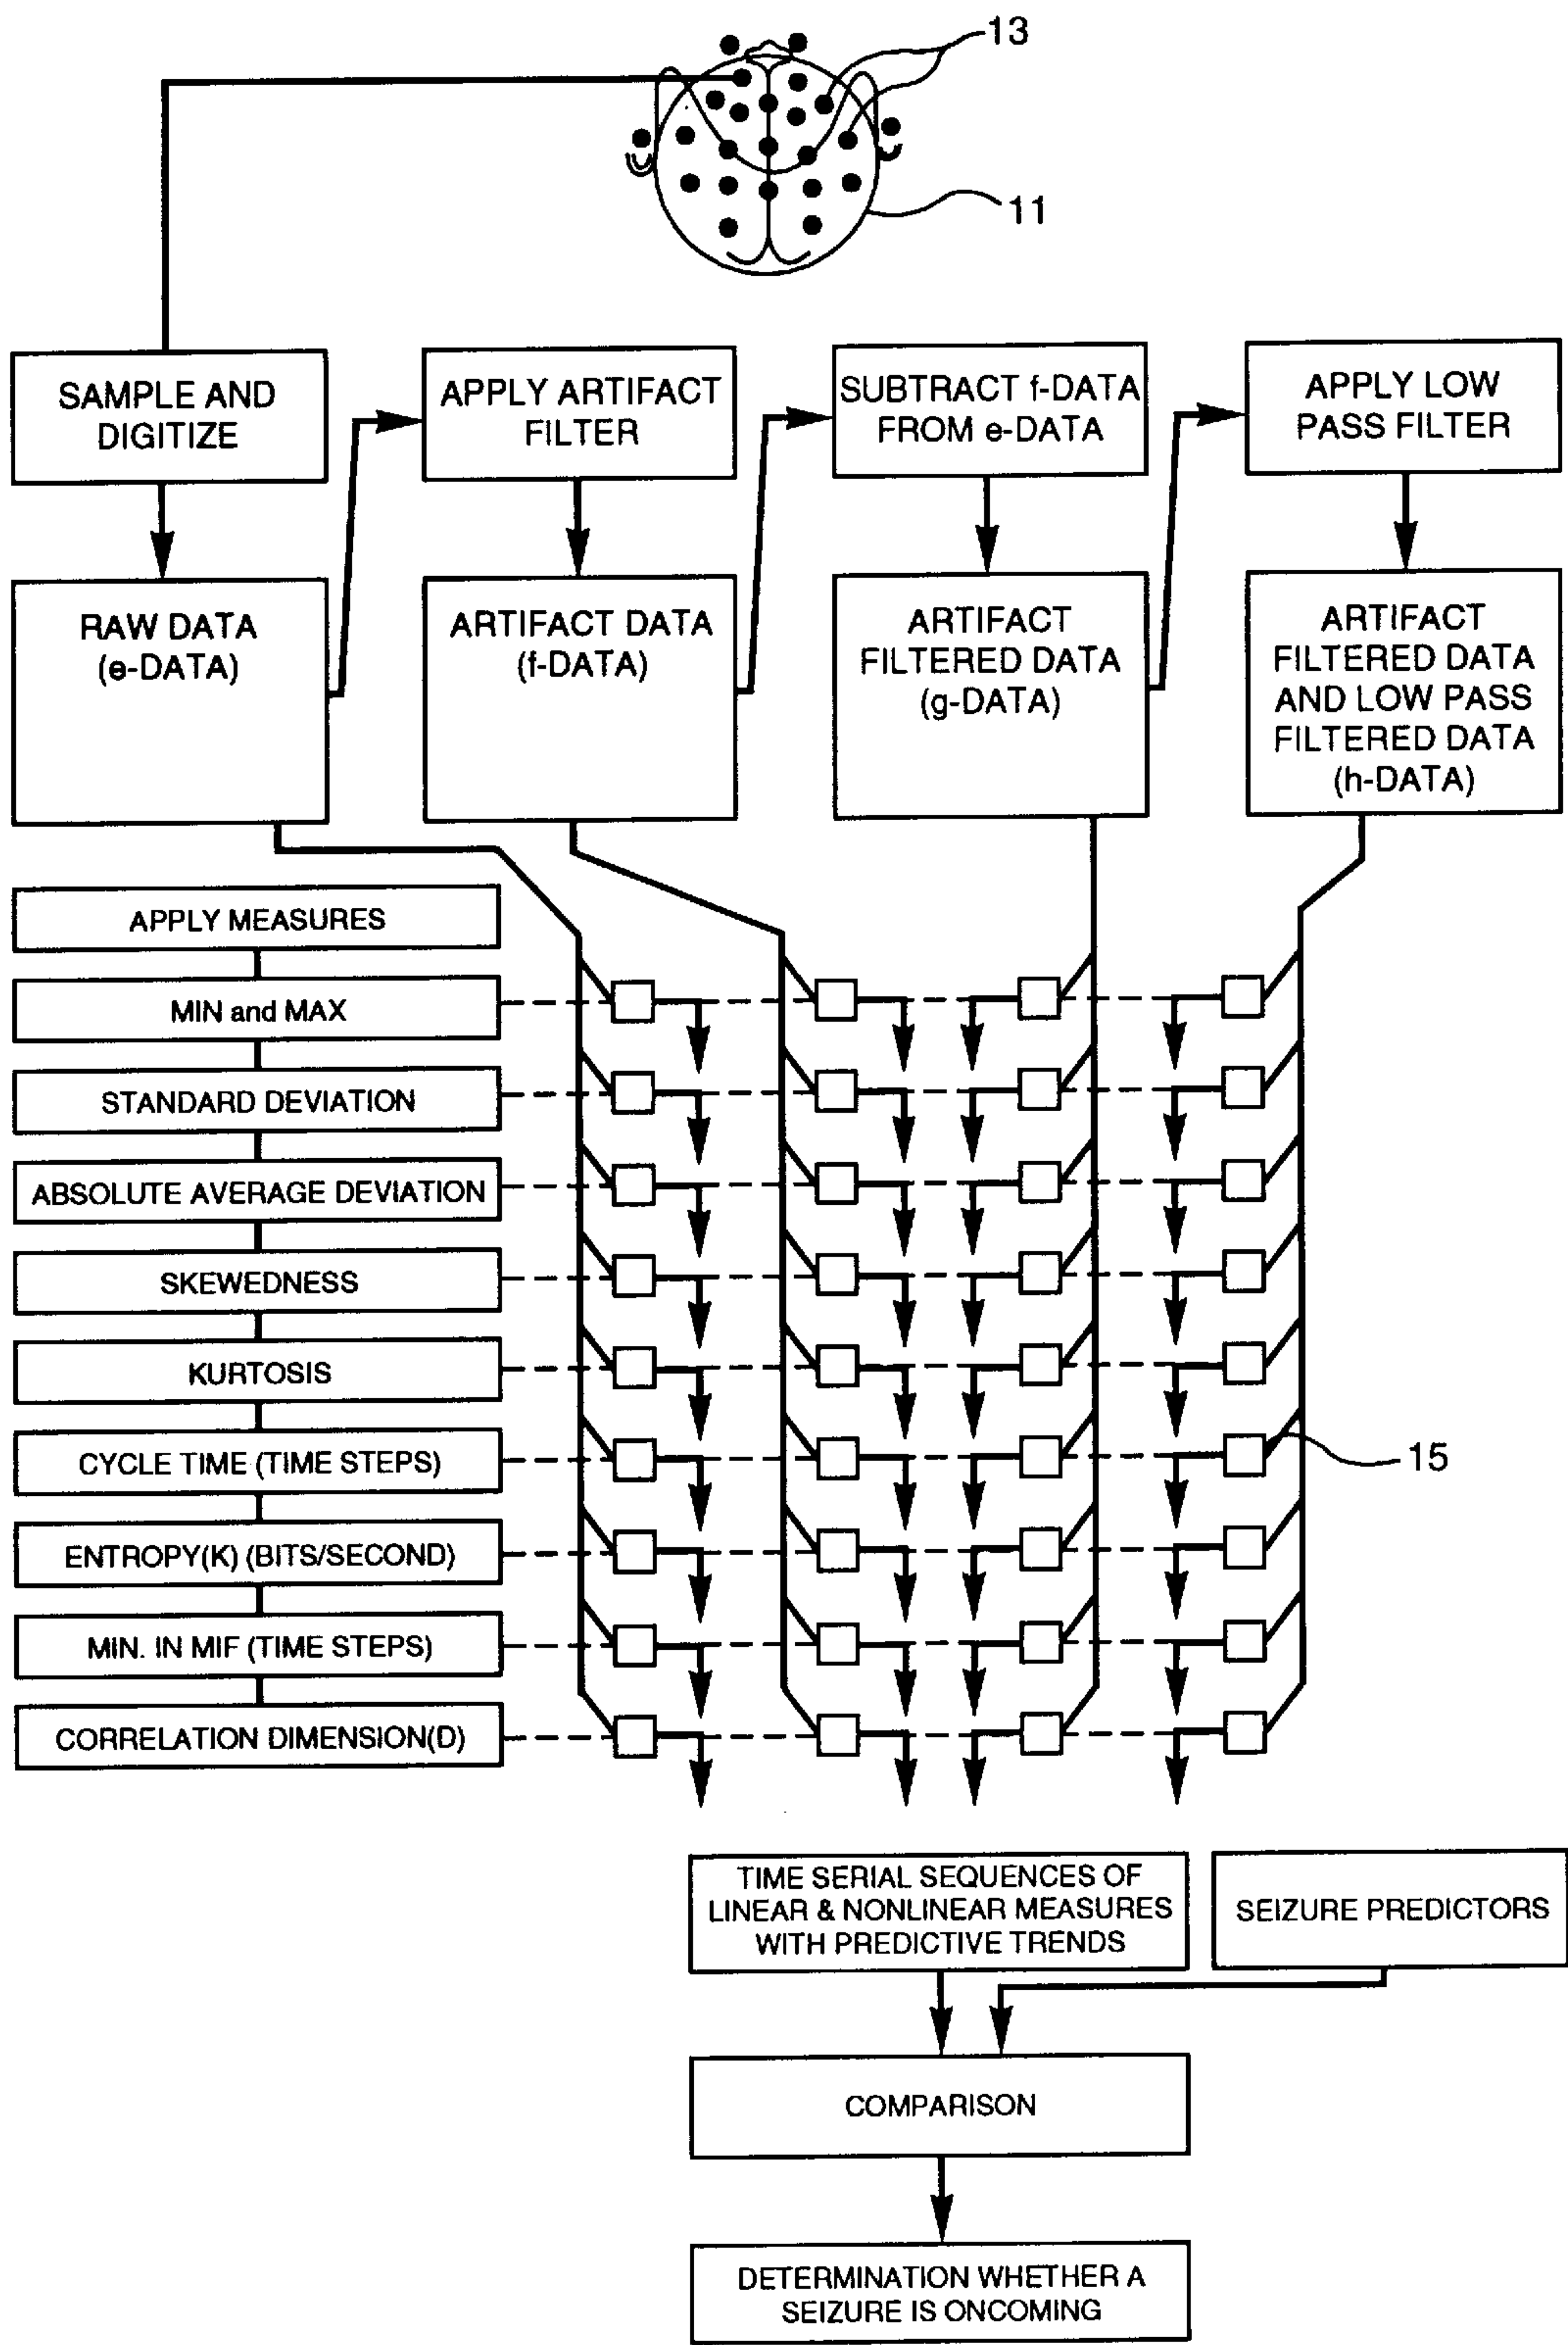 13
11
SAMPLE AND
DIGITIZE
APPLY ARTIFACT
FILTER
SUBTRACT f-DATA
FROM e-DATA
APPLY LOW
PASS FILTER
RAW DATA
(e-DATA)
ARTIFACT DATA
(f-DATA)
ARTIFACT
FILTERED DATA
(g-DATA)
ARTIFACT
FILTERED DATA
AND LOW PASS
FILTERED DATA
(h-DATA)
APPLY MEASURES
MIN and MAX
STANDARD DEVIATION
ABSOLUTE AVERAGE DEVIATION
SKEWEDNESS
KURTOSIS
CYCLE TIME (TIME STEPS)
15
ENTROPY(K) (BITS/SECOND)
MIN. IN MIF (TIME STEPS)
CORRELATION DIMENSION(D)
TIME SERIAL SEQUENCES OF
LINEAR & NONLINEAR MEASURES
WITH PREDICTIVE TRENDS
SEIZURE PREDICTORS
COMPARISON
DETERMINATION WHETHER A
SEIZURE IS ONCOMING